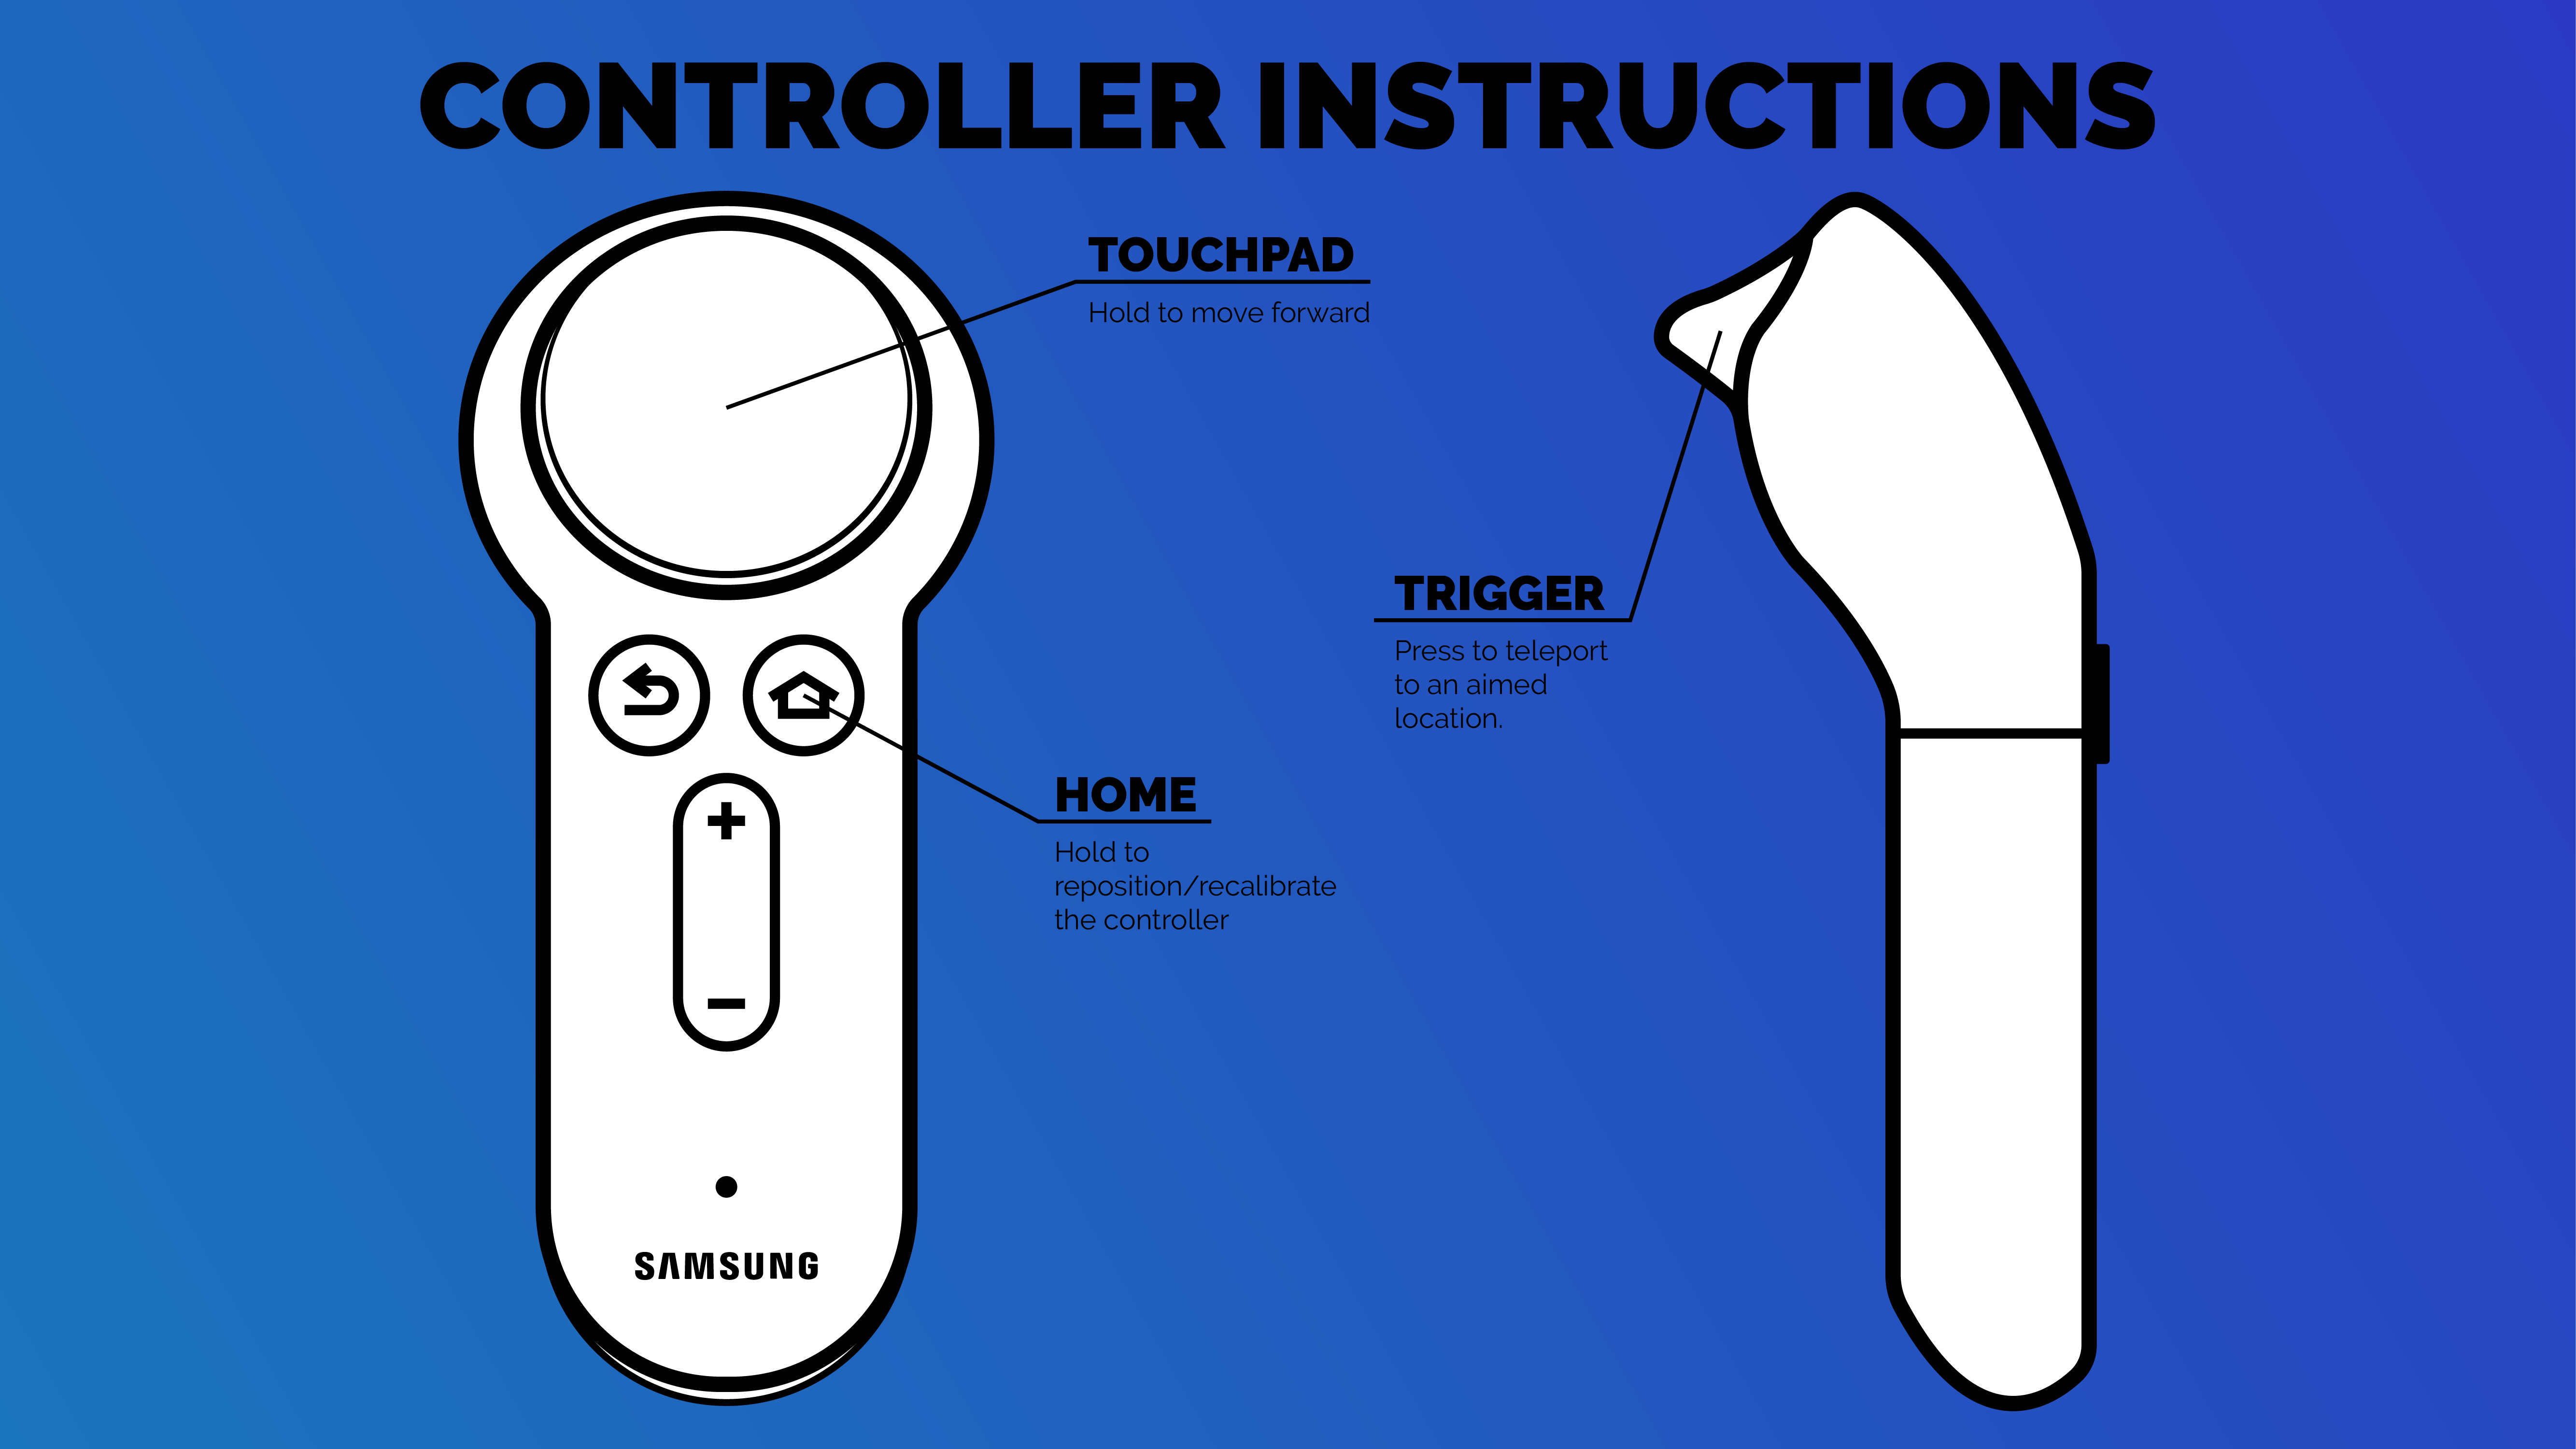 CONTROLLER INSTRUCTIONS
TOUCHPAD
Hold to move forward
TRIGGER
Press to teleport
to an aimed
location.
HOME
Hold to
reposition/recalibrate
the controller
+
−
SAMSUNG